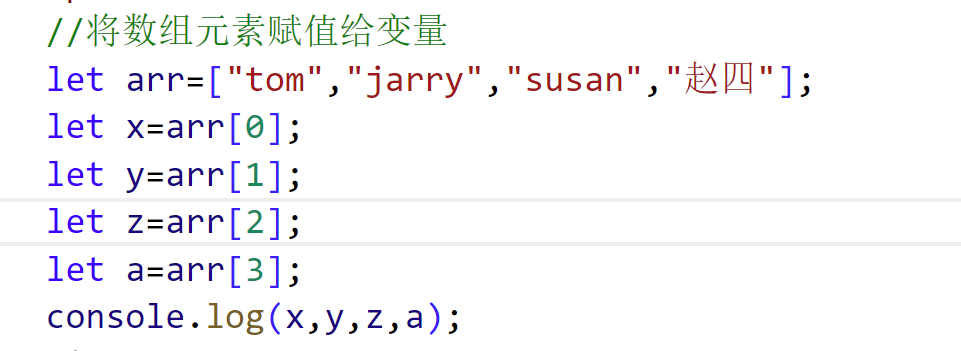 //将数组元素赋值给变量
let arr=["tom","jarry","susan","赵四"];
let x=arr[0];
let y=arr[1];
let z=arr[2];
let a=arr[3];
console.log(x,y,z,a);